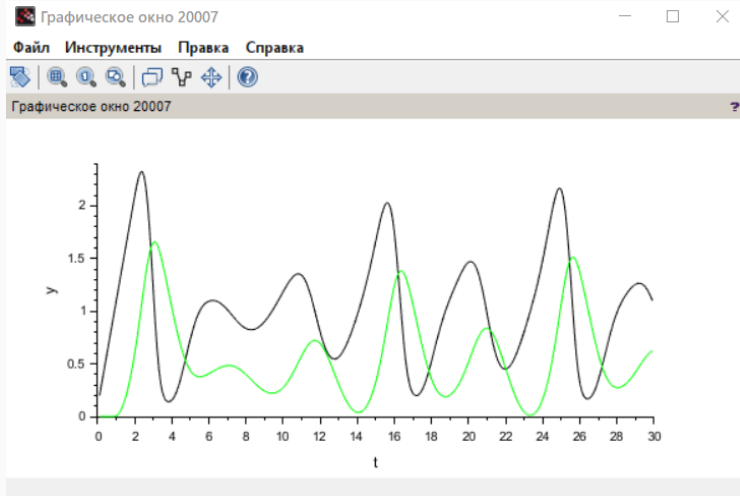 Графическое окно 20007
Файл Инструменты Правка Справка
Графическое окно 20007 ?
2
1.5
y
1
0.5
0
0 2 4 6 8 10 12 14 16 18 20 22 24 26 28 30
t